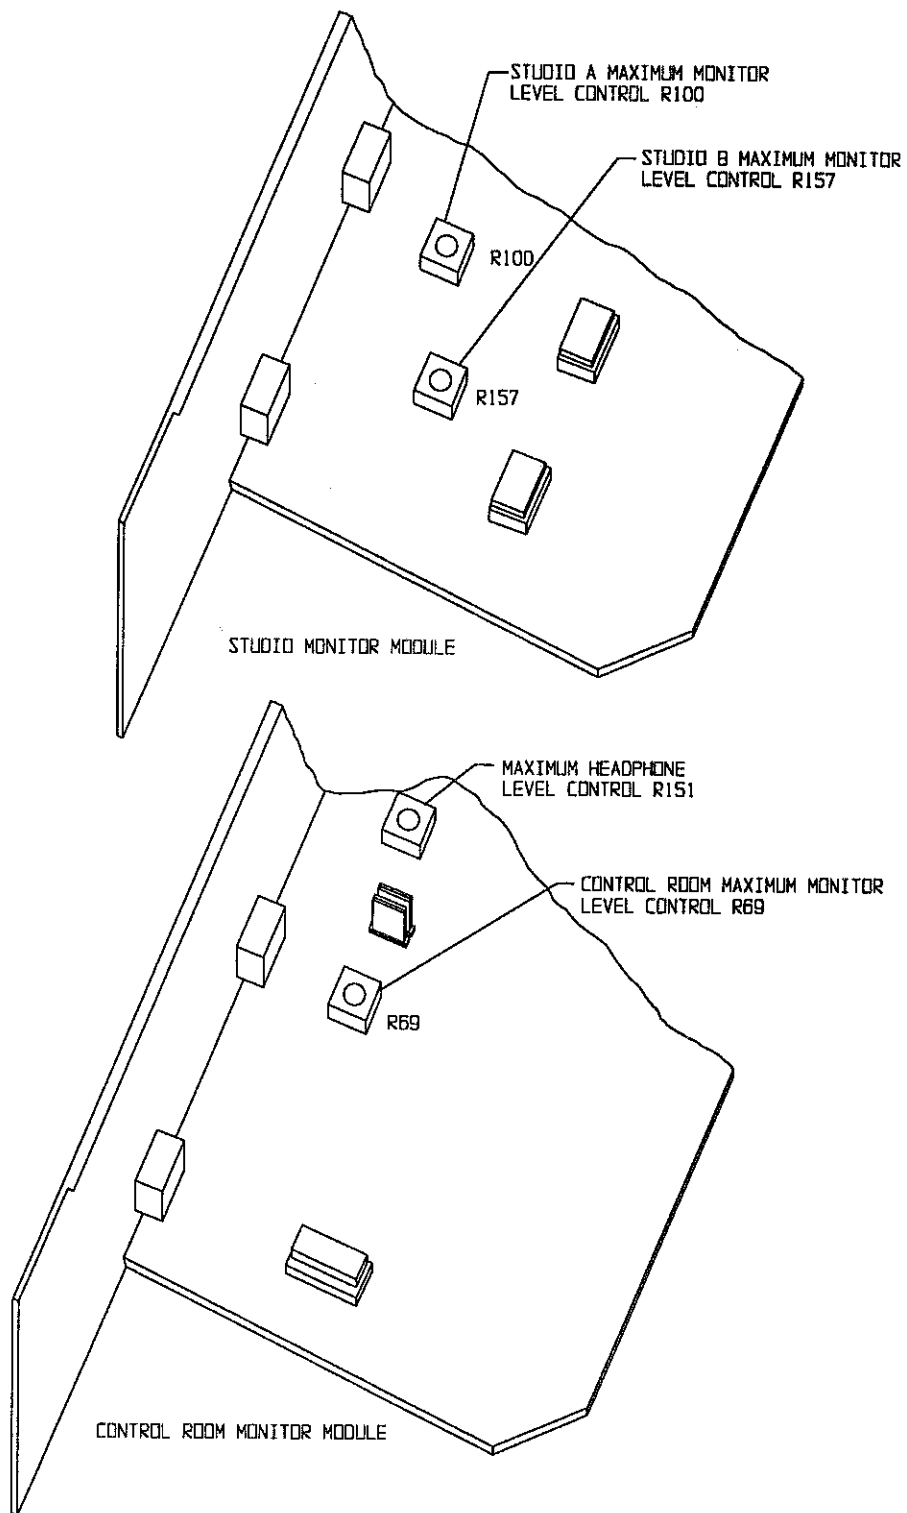 STUDIO A MAXIMUM MONITOR
LEVEL CONTROL R100
STUDIO B MAXIMUM MONITOR
LEVEL CONTROL R157
R100
R157
STUDIO MONITOR MODULE
MAXIMUM HEADPHONE
LEVEL CONTROL R151
CONTROL ROOM MAXIMUM MONITOR
LEVEL CONTROL R69
R69
CONTROL ROOM MONITOR MODULE